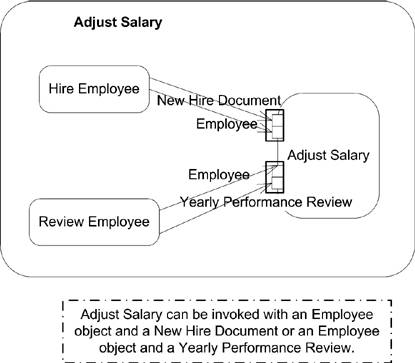 Adjust Salary
Hire Employee
New Hire Document
Employee
Adjust Salary
Employee
Yearly Performance Review
Review Employee
Adjust Salary can be invoked with an Employee
object and a New Hire Document or an Employee
object and a Yearly Performance Review.